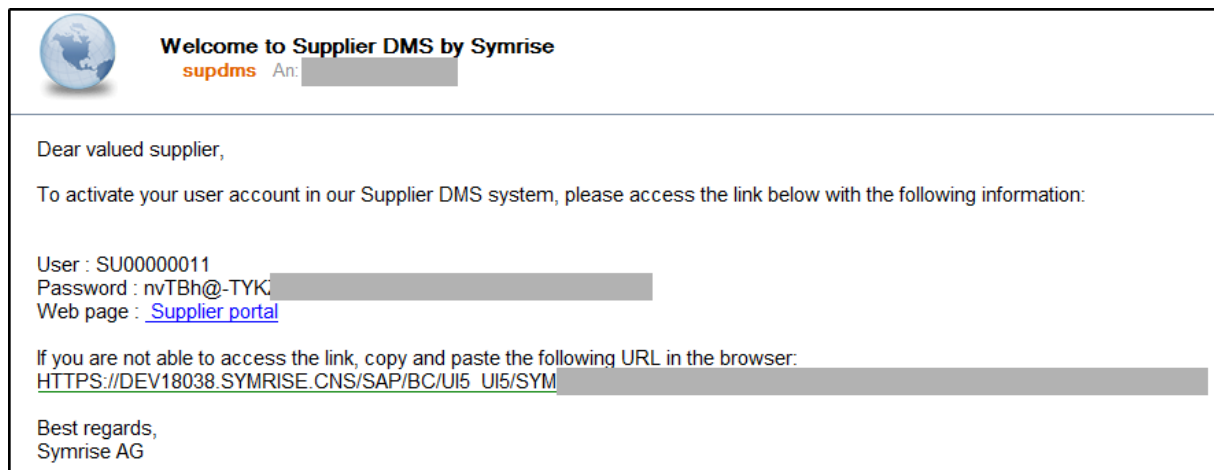 Welcome to Supplier DMS by Symrise
supdms An:
Dear valued supplier,
To activate your user account in our Supplier DMS system, please access the link below with the following information:
User : SU00000011
Password : nvTBh@-TYK
Web page : Supplier portal
If you are not able to access the link, copy and paste the following URL in the browser:
HTTPS://DEV18038.SYMRISE.CNS/SAP/BC/UI5_UI5/SYM
Best regards,
Symrise AG